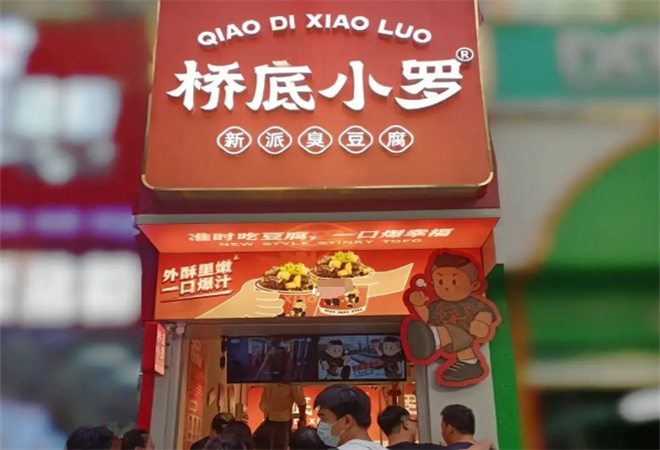 QIAO DI XIAO LUO
桥底小罗®
新派臭豆腐
准时吃豆腐，一口爆幸福
NEW STYLE STINKY TOFO
外酥里嫩
一口爆汁